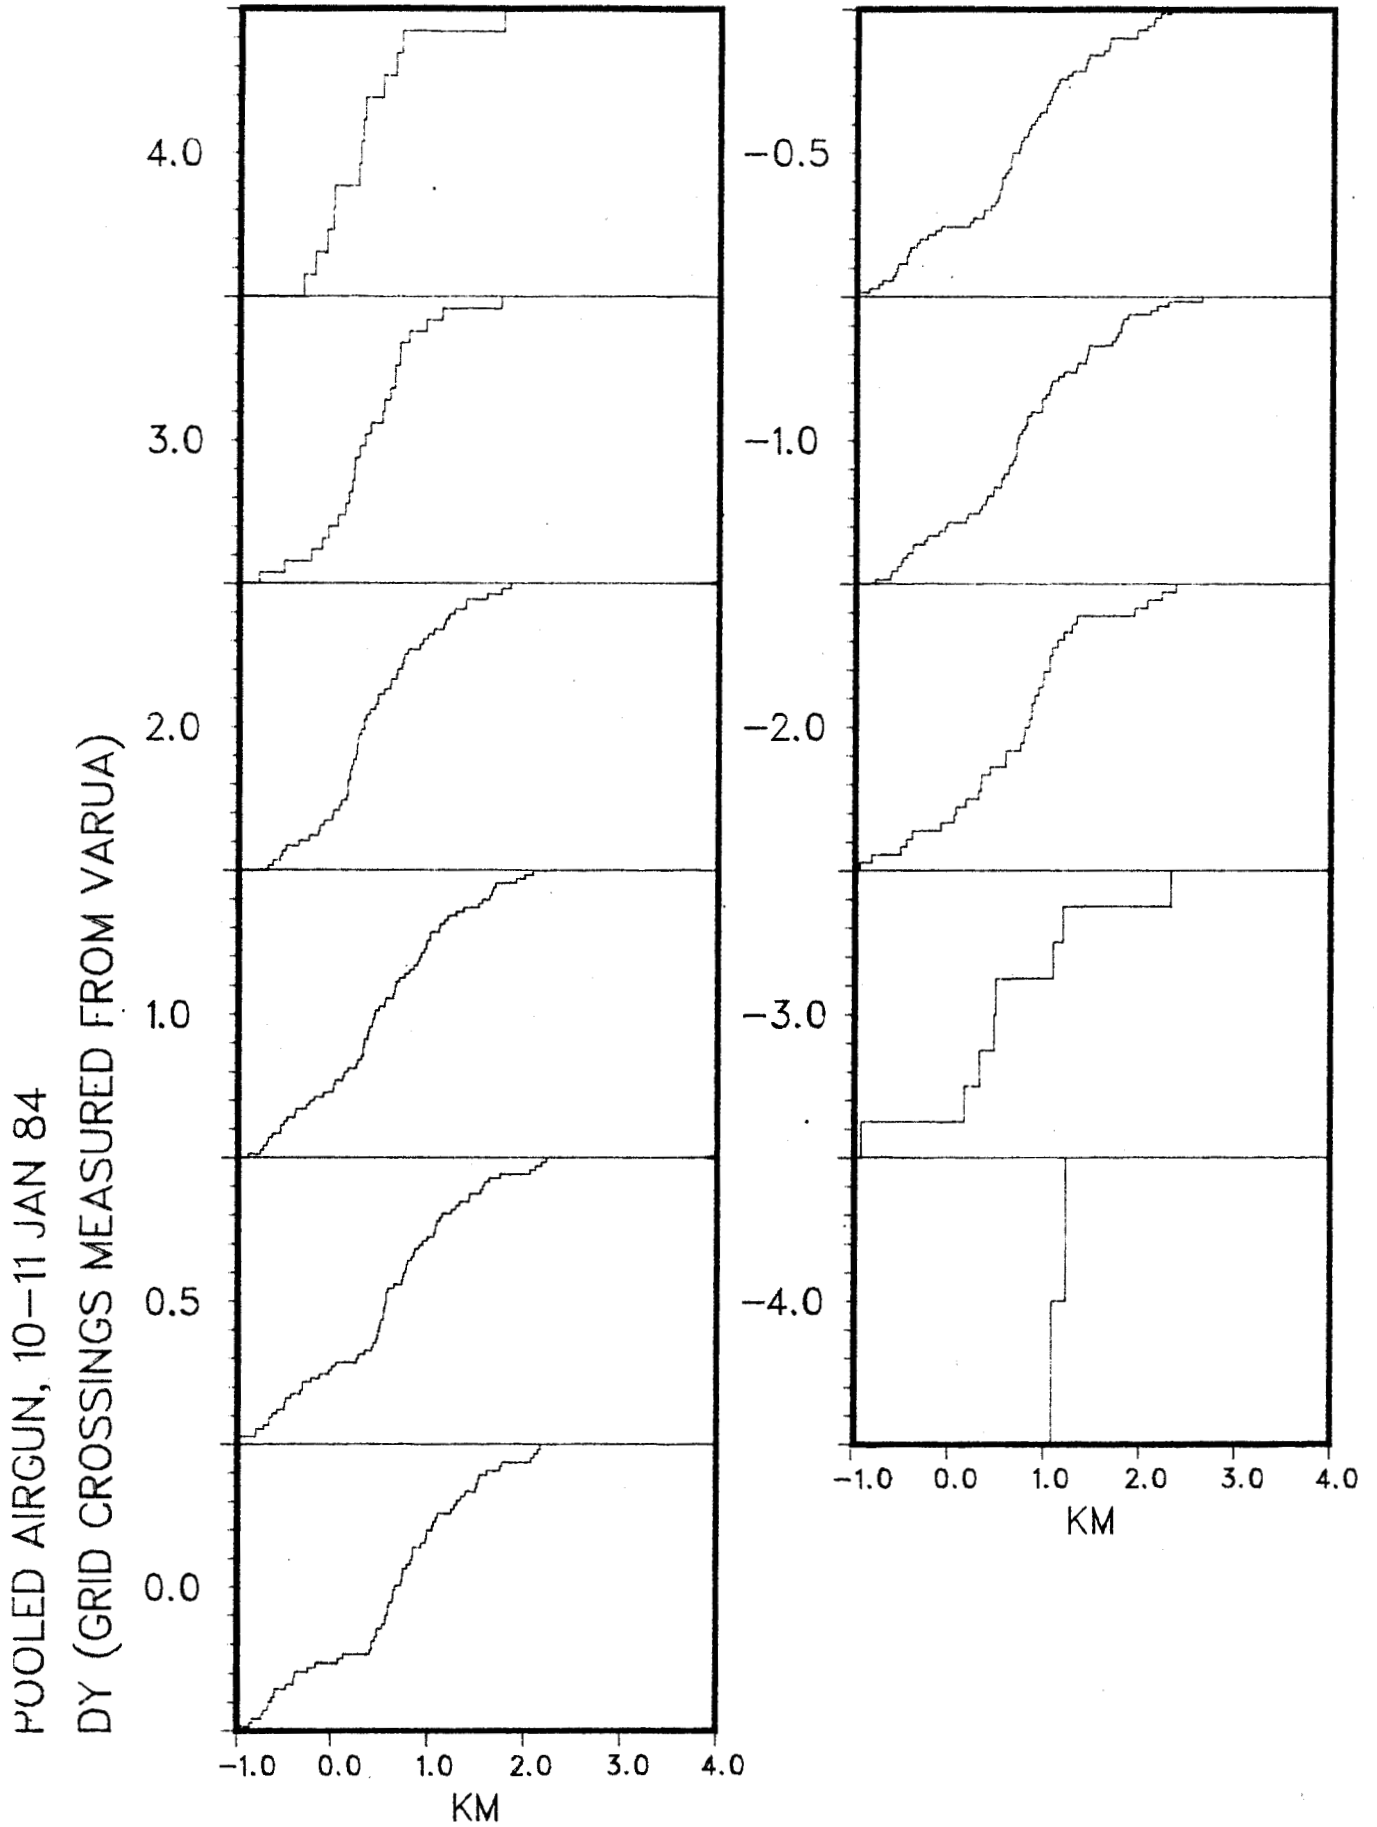 POOLED AIRGUN, 10-11 JAN 84
DY (GRID CROSSINGS MEASURED FROM VARUA)
4.0
3.0
2.0
1.0
0.5
0.0
-1.0 0.0 1.0 2.0 3.0 4.0
KM
-0.5
-1.0
-2.0
-3.0
-4.0
-1.0 0.0 1.0 2.0 3.0 4.0
KM